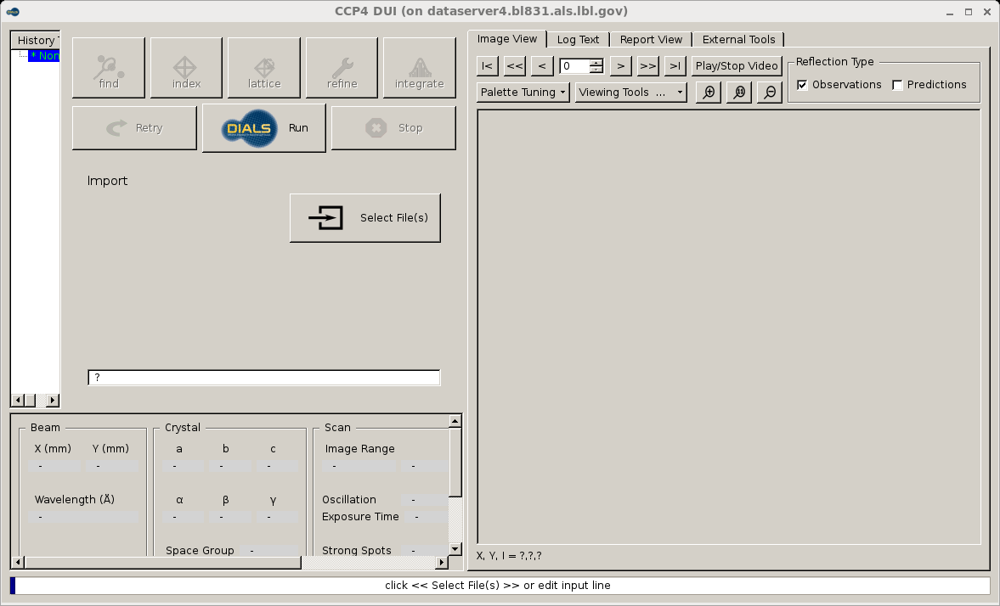 CCP4 DUI (on dataserver4.bl831.als.lbl.gov)
History
* Non
find
index
lattice
refine
integrate
Retry
DIALS
Run
Stop
Import
Select File(s)
?
Beam
X (mm) Y (mm)
- -
Wavelength (Å)
-
Crystal
a b c
- - -
α β γ
- - -
Space Group -
Scan
Image Range
- -
Oscillation -
Exposure Time -
Strong Spots -
Image View
Log Text
Report View
External Tools
|< << < 0 > >> >| Play/Stop Video
Palette Tuning Viewing Tools ...
Reflection Type
Observations Predictions
X, Y, I = ?,?,?
click << Select File(s) >> or edit input line